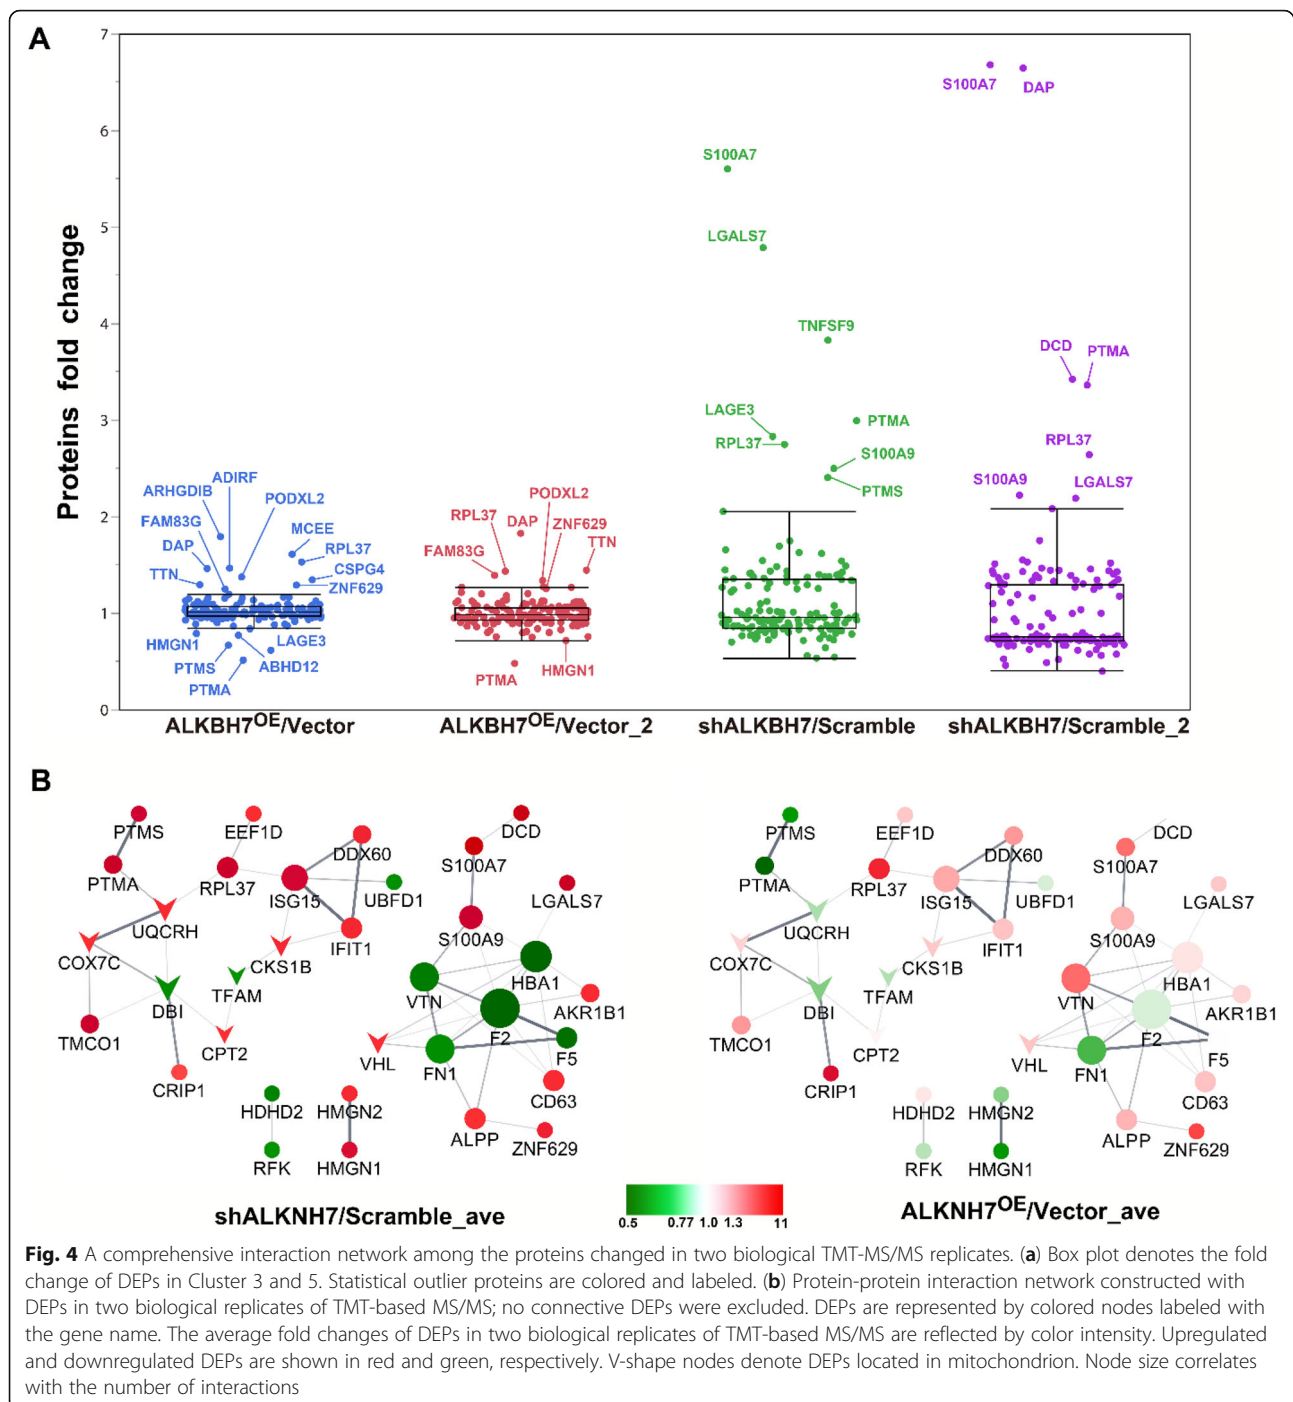 A
Proteins fold change
7
6
5
4
3
2
1
0
ADIRF
ARHGDIB
PODXL2
FAM83G
MCEE
DAP
RPL37
CSPG4
TTN
ZNF629
HMGN1
LAGE3
PTMS
ABHD12
PTMA
PODXL2
RPL37
DAP
ZNF629
FAM83G
TTN
PTMA
HMGN1
S100A7
LGALS7
TNFSF9
LAGE3
PTMA
RPL37
S100A9
PTMS
S100A7
DAP
DCD
PTMA
RPL37
S100A9
LGALS7
ALKBH7OE/Vector
ALKBH7OE/Vector_2
shALKBH7/Scramble
shALKBH7/Scramble_2
B
PTMS
EEF1D
DCD
DDX60
S100A7
PTMA
RPL37
ISG15
UBFD1
LGALS7
UQCRH
IFIT1
S100A9
COX7C
CKS1B
HBA1
DBI
TFAM
VTN
AKR1B1
TMCO1
CPT2
VHL
F2
F5
FN1
CRIP1
CD63
HDHD2
HMGN2
ALPP
ZNF629
RFK
HMGN1
shALKNH7/Scramble_ave
PTMS
EEF1D
DCD
DDX60
S100A7
PTMA
RPL37
ISG15
UBFD1
LGALS7
UQCRH
IFIT1
S100A9
COX7C
CKS1B
HBA1
DBI
TFAM
VTN
AKR1B1
TMCO1
CPT2
VHL
F2
F5
FN1
CRIP1
CD63
HDHD2
HMGN2
ALPP
ZNF629
RFK
HMGN1
ALKNH7OE/Vector_ave
0.5 0.77 1.0 1.3 11
Fig. 4 A comprehensive interaction network among the proteins changed in two biological TMT-MS/MS replicates. (a) Box plot denotes the fold
change of DEPs in Cluster 3 and 5. Statistical outlier proteins are colored and labeled. (b) Protein-protein interaction network constructed with
DEPs in two biological replicates of TMT-based MS/MS; no connective DEPs were excluded. DEPs are represented by colored nodes labeled with
the gene name. The average fold changes of DEPs in two biological replicates of TMT-based MS/MS are reflected by color intensity. Upregulated
and downregulated DEPs are shown in red and green, respectively. V-shape nodes denote DEPs located in mitochondrion. Node size correlates
with the number of interactions